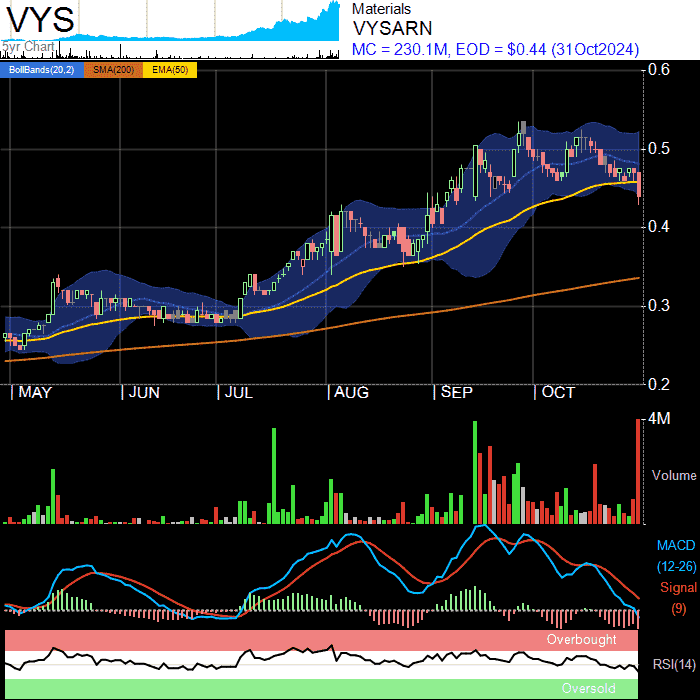 VYS
5yr Chart
Materials
VYSARN
MC = 230.1M, EOD = $0.44 (31Oct2024)
BollBands(20,2) SMA(200) EMA(50)
0.6
0.5
0.4
0.3
0.2
MAY JUN JUL AUG SEP OCT
4M
Volume
MACD
(12-26)
Signal
(9)
Overbought
RSI(14)
Oversold